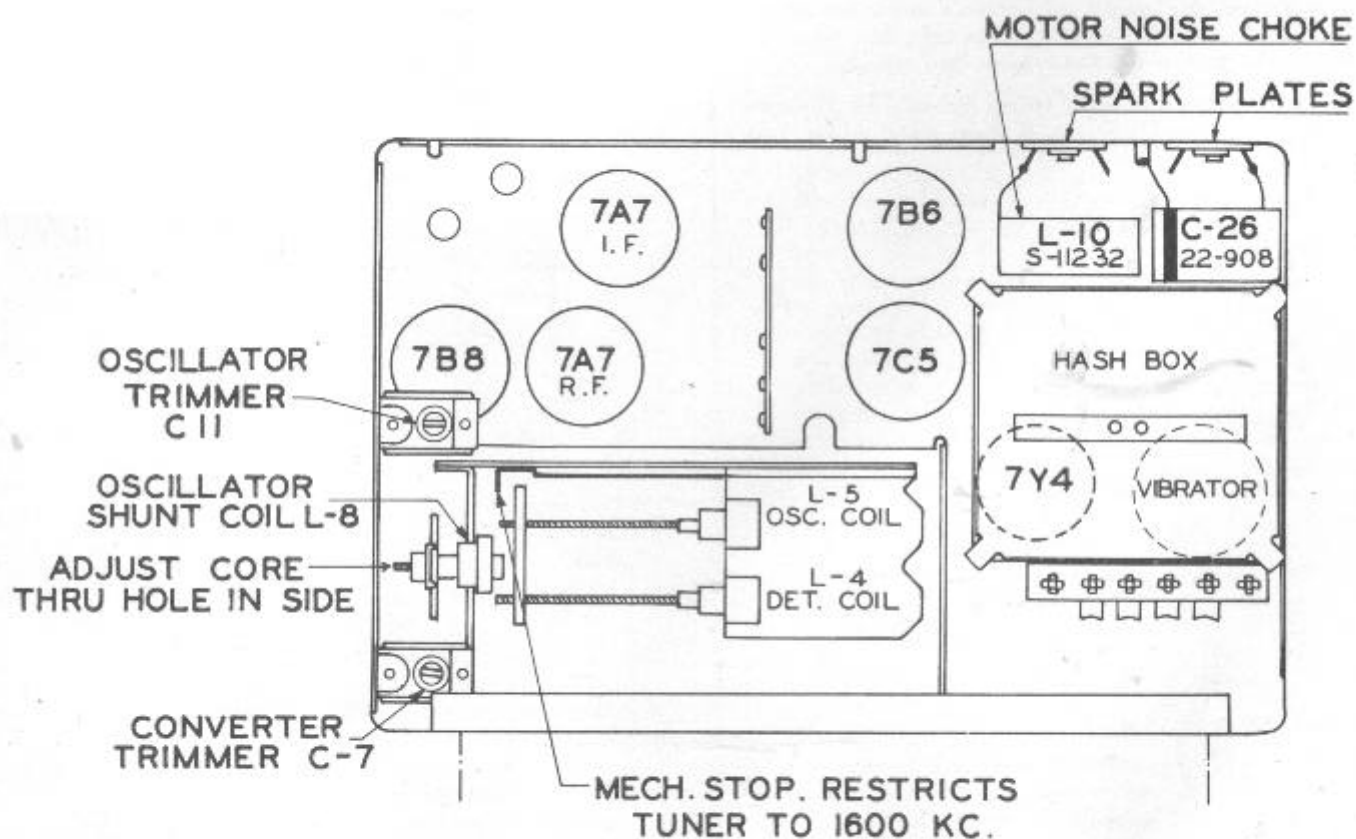 MOTOR NOISE CHOKE
SPARK PLATES
7A7
I.F.
7B6
L-10
S-11232
C-26
22-908
OSCILLATOR
TRIMMER
C11
7B8
7A7
R.F.
7C5
HASH BOX
7Y4
VIBRATOR
OSCILLATOR
SHUNT COIL L-8
L-5
OSC. COIL
ADJUST CORE
THRU HOLE IN SIDE
L-4
DET. COIL
CONVERTER
TRIMMER C-7
MECH. STOP. RESTRICTS
TUNER TO 1600 KC.